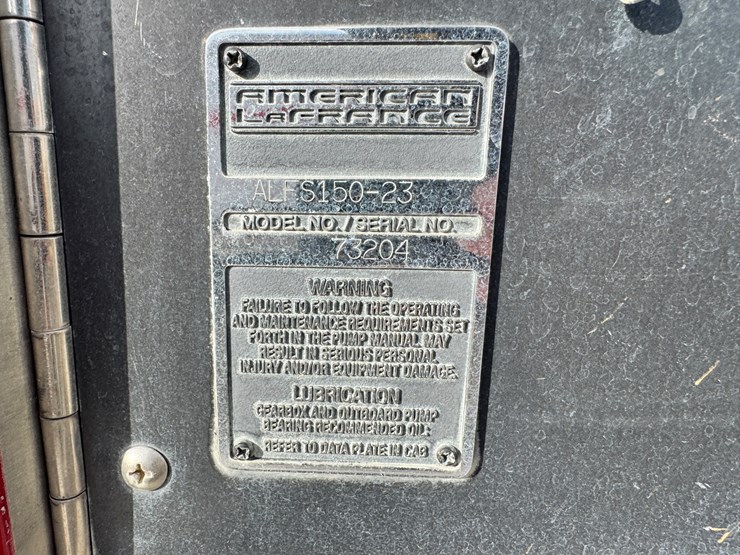 AMERICAN
LAFRANCE
ALFS150-23
MODEL NO. / SERIAL NO.
73204
WARNING
FAILURE TO FOLLOW THE OPERATING
AND MAINTENANCE REQUIREMENTS SET
FORTH IN THE PUMP MANUAL MAY
RESULT IN SERIOUS PERSONAL
INJURY AND/OR EQUIPMENT DAMAGE.
LUBRICATION
GEARBOX AND OUTBOARD PUMP
BEARING RECOMMENDED OIL:
REFER TO DATA PLATE IN CAB